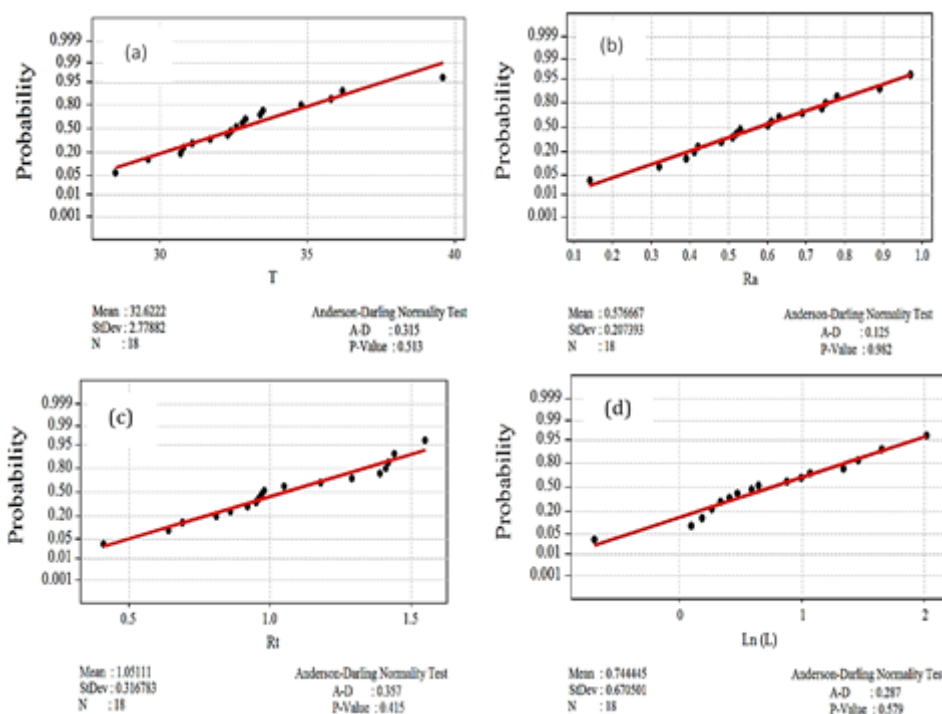 (a)
Probability
0.999
0.99
0.95
0.80
0.50
0.20
0.05
0.01
0.001
30
35
40
T
Mean : 32.6222
StDev : 2.77882
N : 18
Anderson-Darling Normality Test
A-D : 0.315
P-Value : 0.513
(b)
Probability
0.999
0.99
0.95
0.80
0.50
0.20
0.05
0.01
0.001
0.1 0.2 0.3 0.4 0.5 0.6 0.7 0.8 0.9 1.0
Ra
Mean : 0.576667
StDev : 0.207393
N : 18
Anderson-Darling Normality Test
A-D : 0.125
P-Value : 0.982
(c)
Probability
0.999
0.99
0.95
0.80
0.50
0.20
0.05
0.01
0.001
0.5
1.0
1.5
Rt
Mean : 1.05111
StDev : 0.316783
N : 18
Anderson-Darling Normality Test
A-D : 0.357
P-Value : 0.415
(d)
Probability
0.999
0.99
0.95
0.80
0.50
0.20
0.05
0.01
0.001
0
1
2
Ln (L)
Mean : 0.744445
StDev : 0.670501
N : 18
Anderson-Darling Normality Test
A-D : 0.287
P-Value : 0.579